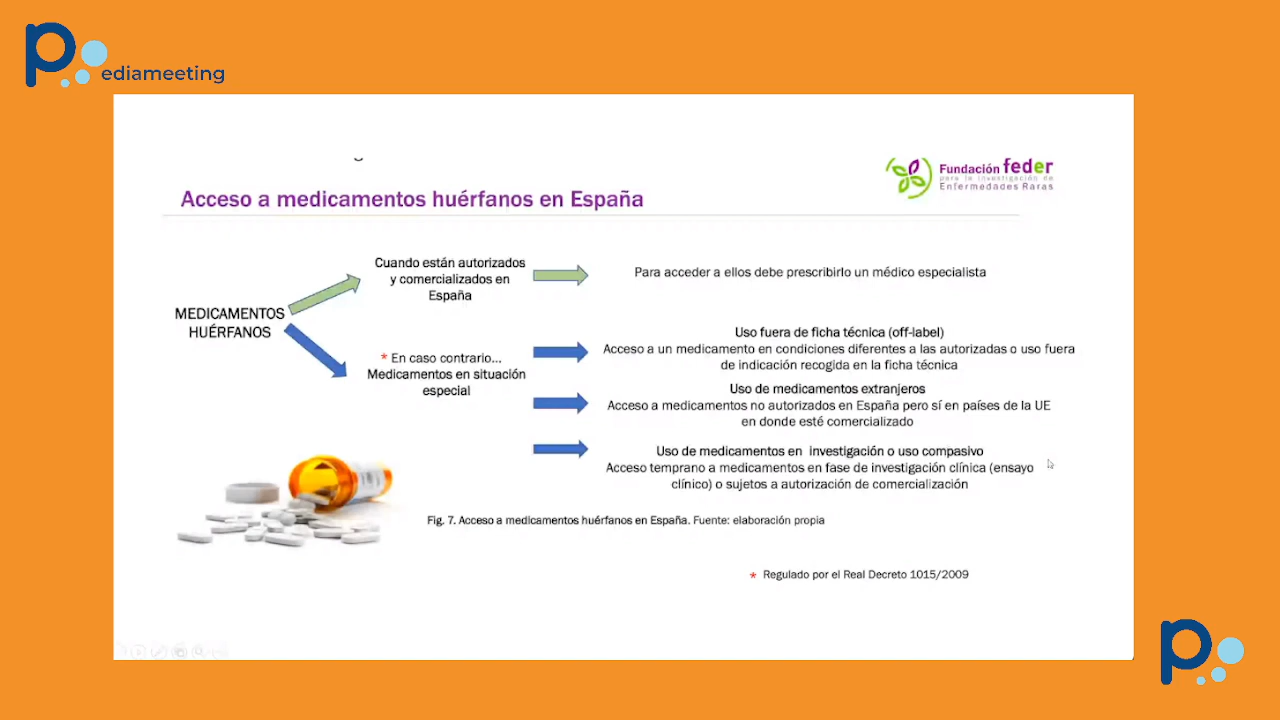 ediameeting
Fundación feder
para la investigación de
Enfermedades Raras
Acceso a medicamentos huérfanos en España
MEDICAMENTOS
HUÉRFANOS
Cuando están autorizados
y comercializados en
España
Para acceder a ellos debe prescribirlo un médico especialista
* En caso contrario...
Medicamentos en situación
especial
Uso fuera de ficha técnica (off-label)
Acceso a un medicamento en condiciones diferentes a las autorizadas o uso fuera
de indicación recogida en la ficha técnica
Uso de medicamentos extranjeros
Acceso a medicamentos no autorizados en España pero sí en países de la UE
en donde esté comercializado
Uso de medicamentos en investigación o uso compasivo
Acceso temprano a medicamentos en fase de investigación clínica (ensayo
clínico) o sujetos a autorización de comercialización
Fig. 7. Acceso a medicamentos huérfanos en España. Fuente: elaboración propia
* Regulado por el Real Decreto 1015/2009